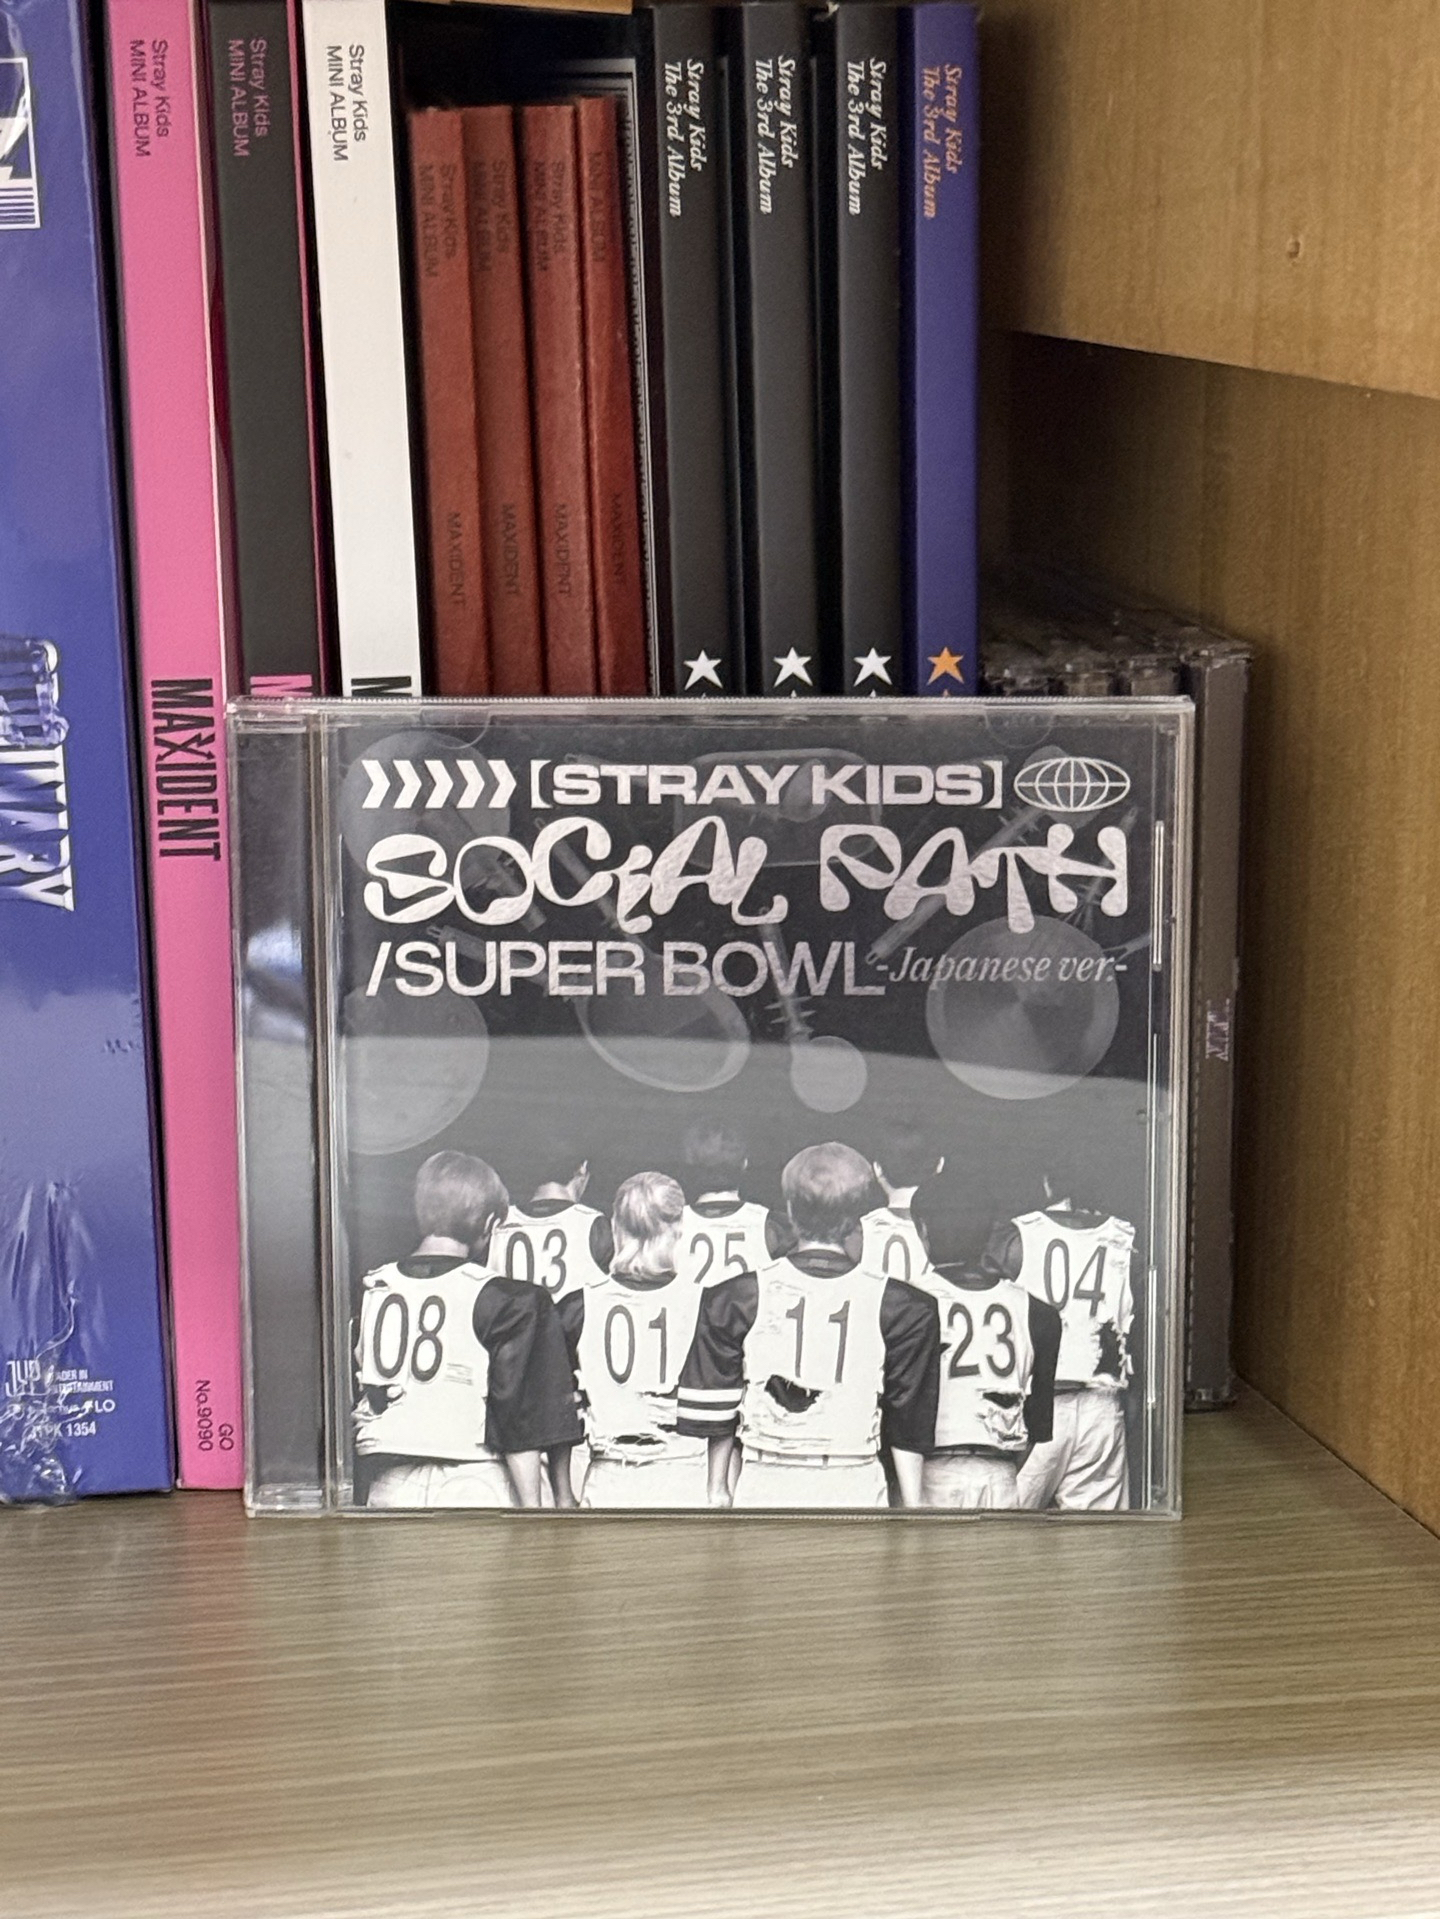 Stray Kids
MINI ALBUM
MAXIDENT
GO
No.9090
Stray Kids
MINI ALBUM
M
Stray Kids
MINI ALBUM
M
Stray Kids
MINI ALBUM
MAXIDENT
Stray Kids
MINI ALBUM
MAXIDENT
Stray Kids
MINI ALBUM
MAXIDENT
MINI ALBUM
MAXIDENT
Stray Kids
The 3rd Album
Stray Kids
The 3rd Album
Stray Kids
The 3rd Album
Stray Kids
The 3rd Album
[STRAY KIDS]
SOCIAL PATH
/SUPER BOWL-Japanese ver.-
03
25
0
04
08
01
11
23
JYP
1354